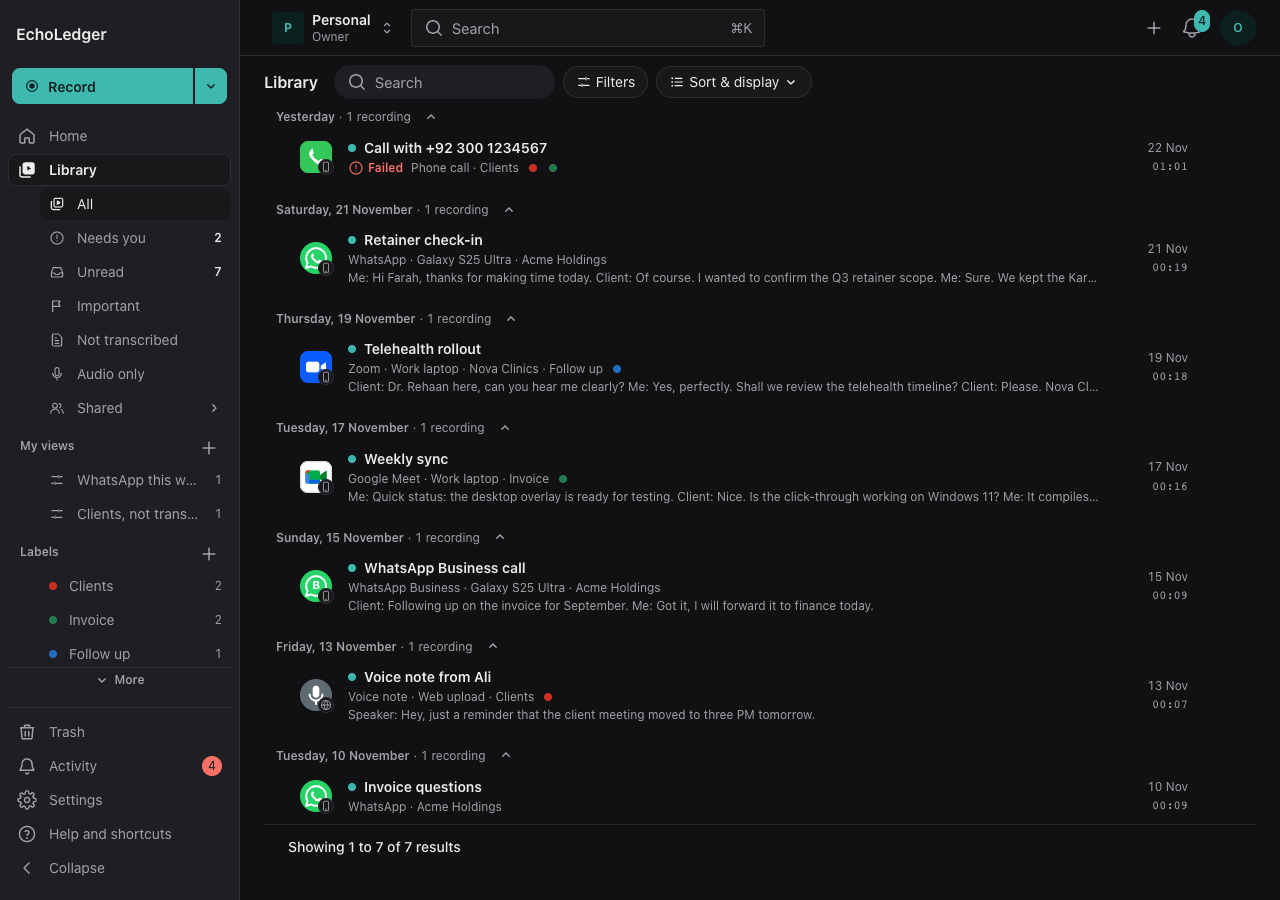 EchoLedger
P
Personal
Owner
Search
⌘K
4
O
Record
Home
Library
All
Needs you 2
Unread 7
Important
Not transcribed
Audio only
Shared
My views
WhatsApp this w... 1
Clients, not trans... 1
Labels
Clients 2
Invoice 2
Follow up 1
More
Trash
Activity 4
Settings
Help and shortcuts
Collapse
Library
Search
Filters
Sort & display
Yesterday · 1 recording
Call with +92 300 1234567
22 Nov
Failed Phone call · Clients
01:01
Saturday, 21 November · 1 recording
Retainer check-in
21 Nov
WhatsApp · Galaxy S25 Ultra · Acme Holdings
00:19
Me: Hi Farah, thanks for making time today. Client: Of course. I wanted to confirm the Q3 retainer scope. Me: Sure. We kept the Kar...
Thursday, 19 November · 1 recording
Telehealth rollout
19 Nov
Zoom · Work laptop · Nova Clinics · Follow up
00:18
Client: Dr. Rehaan here, can you hear me clearly? Me: Yes, perfectly. Shall we review the telehealth timeline? Client: Please. Nova Cl...
Tuesday, 17 November · 1 recording
Weekly sync
17 Nov
Google Meet · Work laptop · Invoice
00:16
Me: Quick status: the desktop overlay is ready for testing. Client: Nice. Is the click-through working on Windows 11? Me: It compiles...
Sunday, 15 November · 1 recording
B
WhatsApp Business call
15 Nov
WhatsApp Business · Galaxy S25 Ultra · Acme Holdings
00:09
Client: Following up on the invoice for September. Me: Got it, I will forward it to finance today.
Friday, 13 November · 1 recording
Voice note from Ali
13 Nov
Voice note · Web upload · Clients
00:07
Speaker: Hey, just a reminder that the client meeting moved to three PM tomorrow.
Tuesday, 10 November · 1 recording
Invoice questions
10 Nov
WhatsApp · Acme Holdings
00:09
Showing 1 to 7 of 7 results